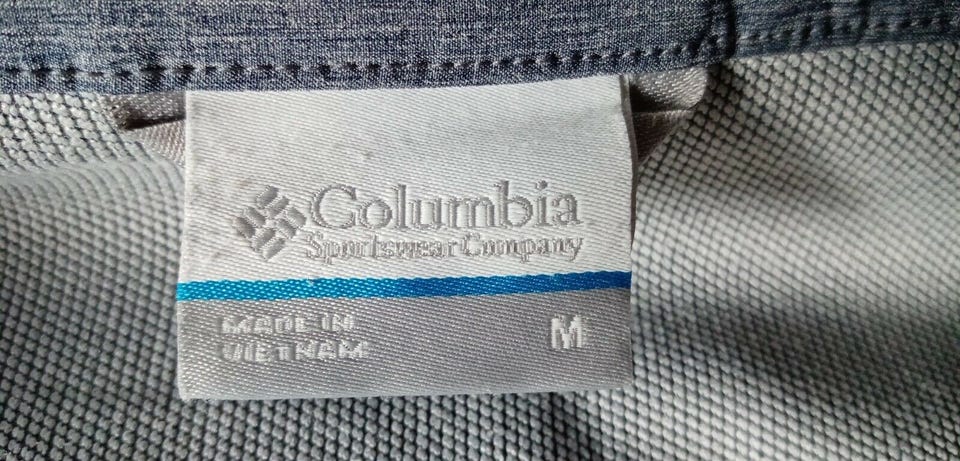 Columbia
Sportswear Company
MADE IN
VIETNAM
M